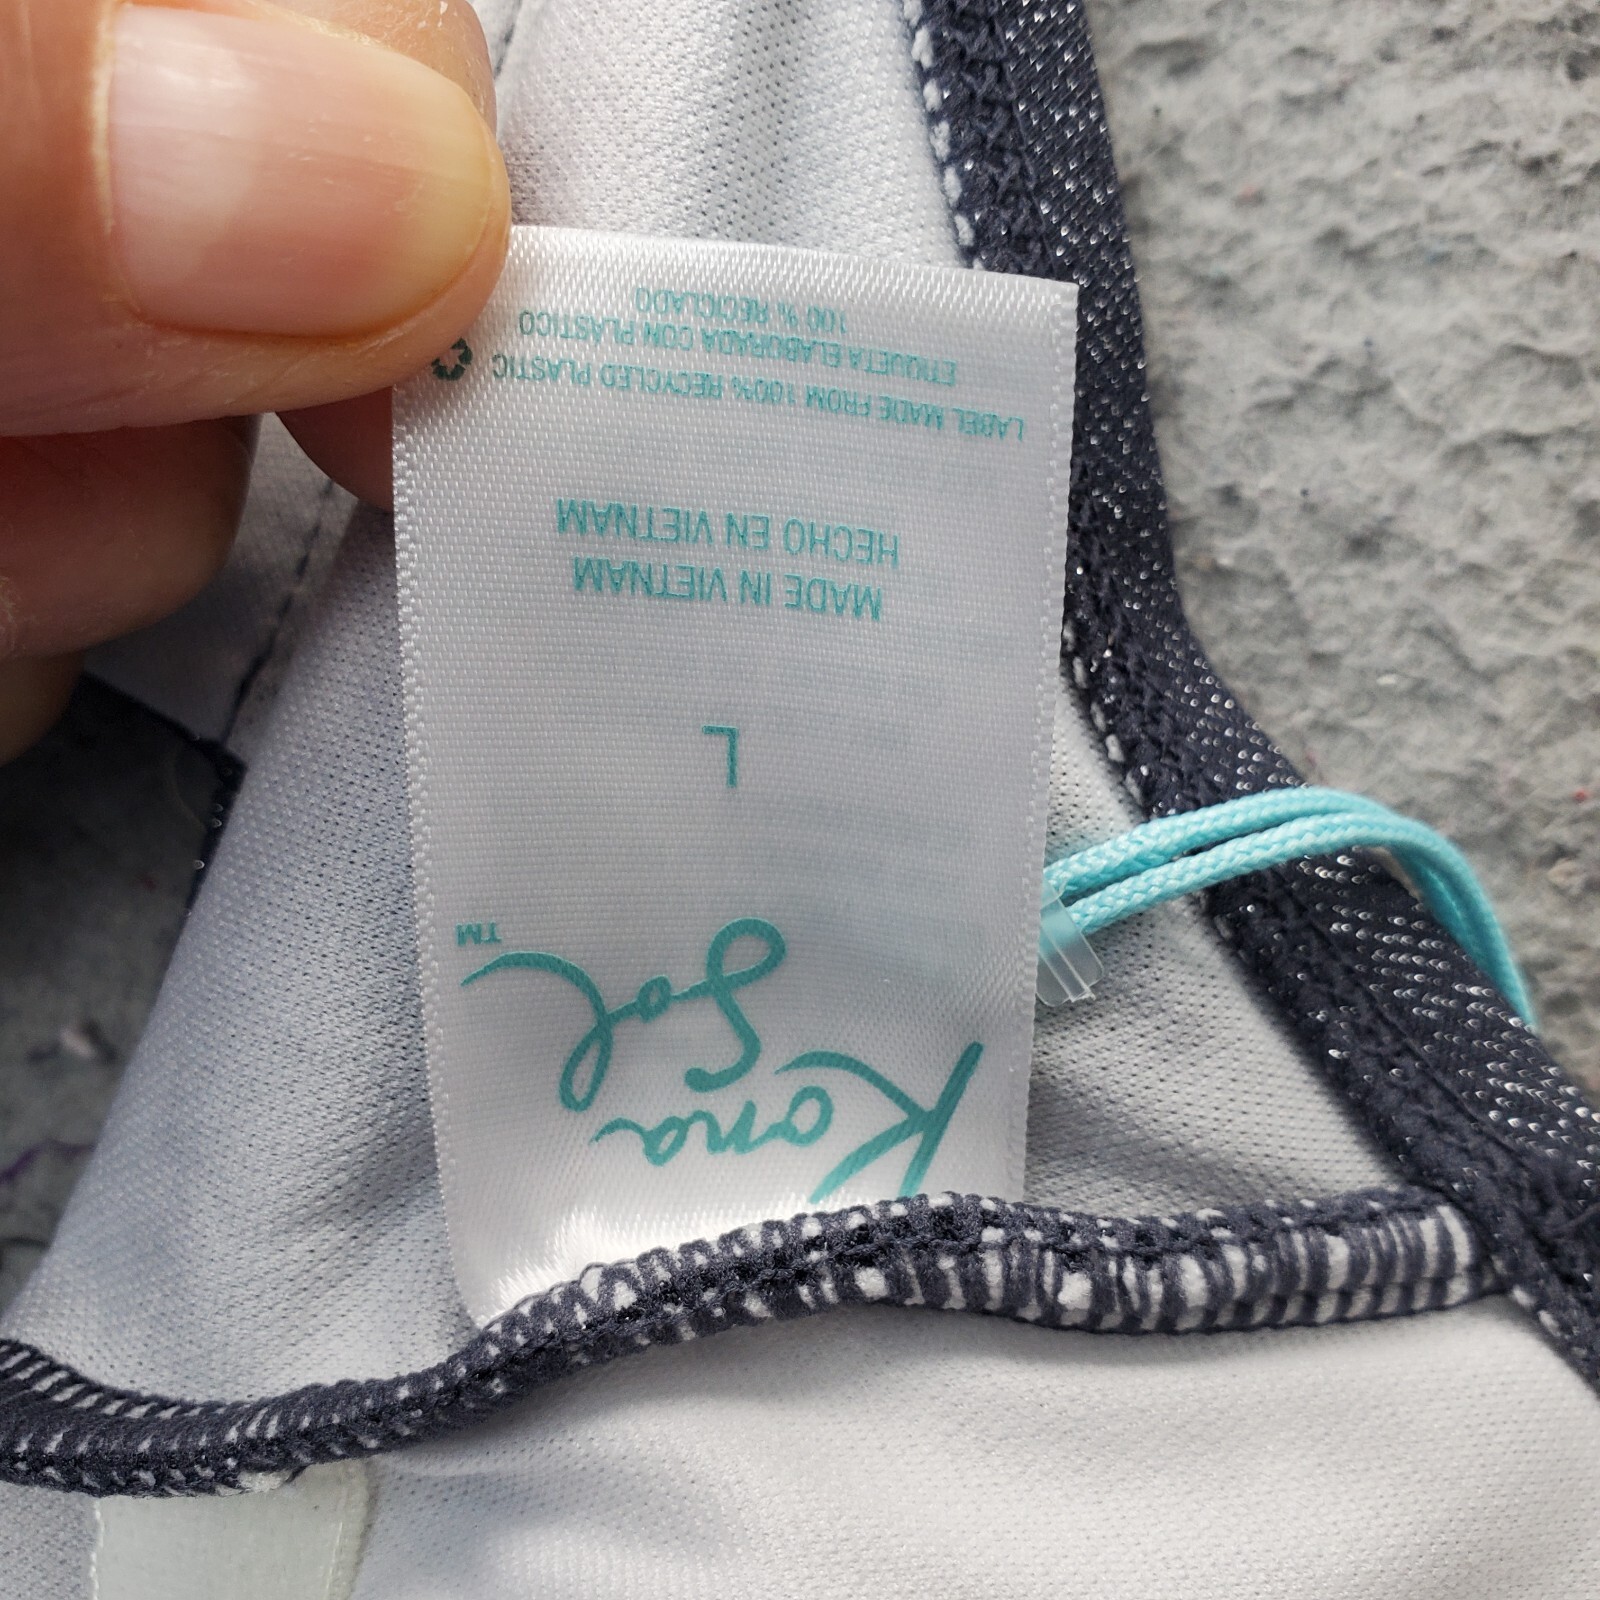 Kona
Sol
TM
L
MADE IN VIETNAM
HECHO EN VIETNAM
LABEL MADE FROM 100% RECYCLED PLASTIC
ETIQUETA ELABORADA CON PLÁSTICO
100 % RECICLADO